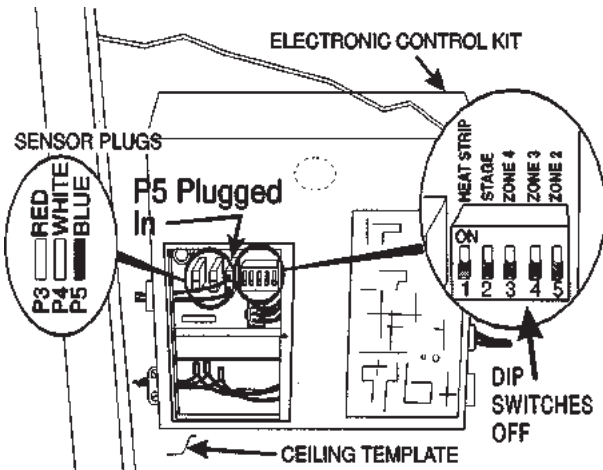 ELECTRONIC CONTROL KIT
SENSOR PLUGS
P3 RED
P4 WHITE
P5 BLUE
P5 Plugged
In
HEAT STRIP
STAGE
ZONE 4
ZONE 3
ZONE 2
ON
1 2 3 4 5
DIP
SWITCHES
OFF
CEILING TEMPLATE